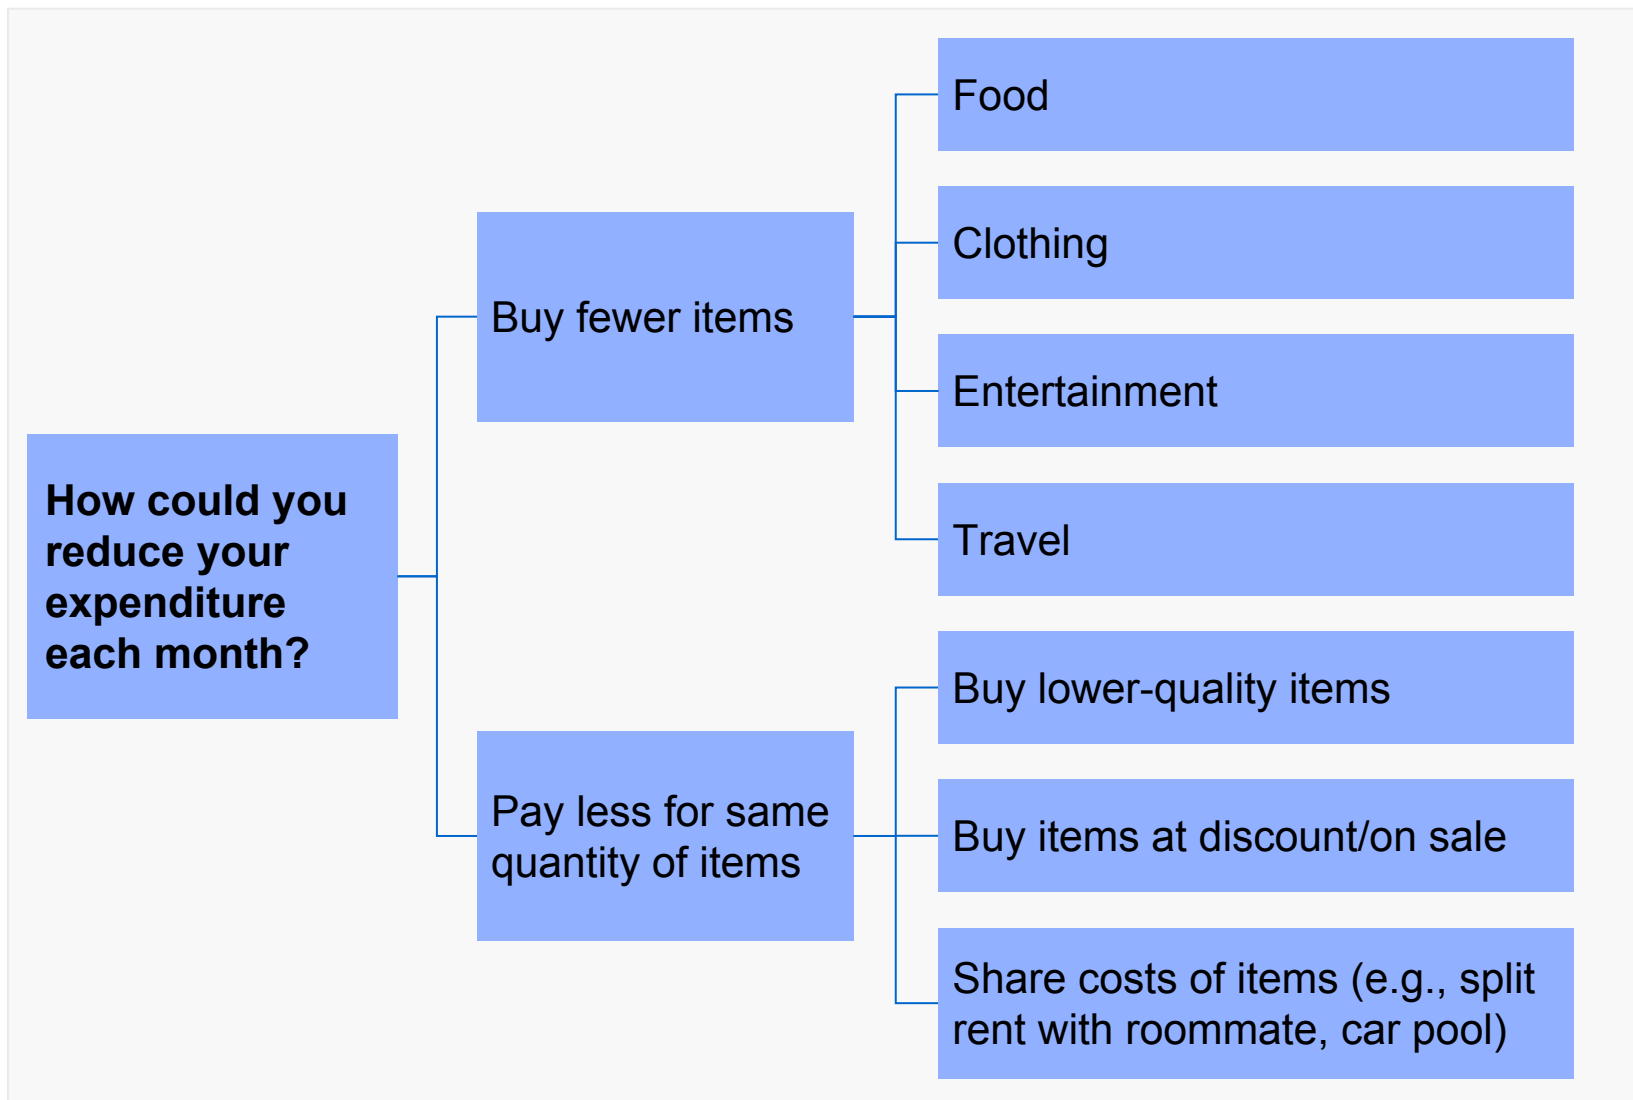 How could you
reduce your
expenditure
each month?
Buy fewer items
Food
Clothing
Entertainment
Travel
Pay less for same
quantity of items
Buy lower-quality items
Buy items at discount/on sale
Share costs of items (e.g., split
rent with roommate, car pool)